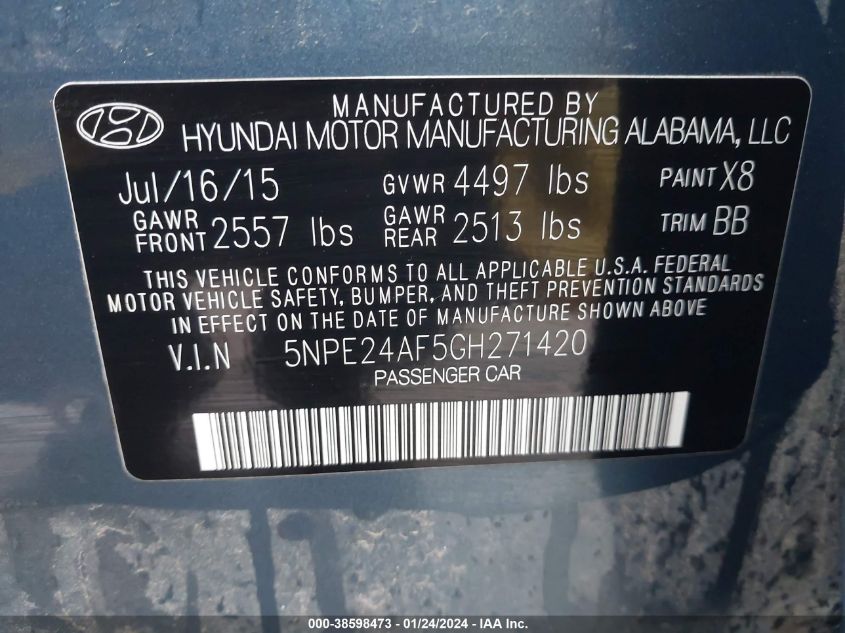 MANUFACTURED BY
HYUNDAI MOTOR MANUFACTURING ALABAMA, LLC
Jul/16/15 GVWR 4497 lbs PAINT X8
GAWR FRONT 2557 lbs GAWR REAR 2513 lbs TRIM BB
THIS VEHICLE CONFORMS TO ALL APPLICABLE U.S.A. FEDERAL
MOTOR VEHICLE SAFETY, BUMPER, AND THEFT PREVENTION STANDARDS
IN EFFECT ON THE DATE OF MANUFACTURE SHOWN ABOVE
V.I.N 5NPE24AF5GH271420
PASSENGER CAR
000-38598473 - 01/24/2024 - IAA Inc.